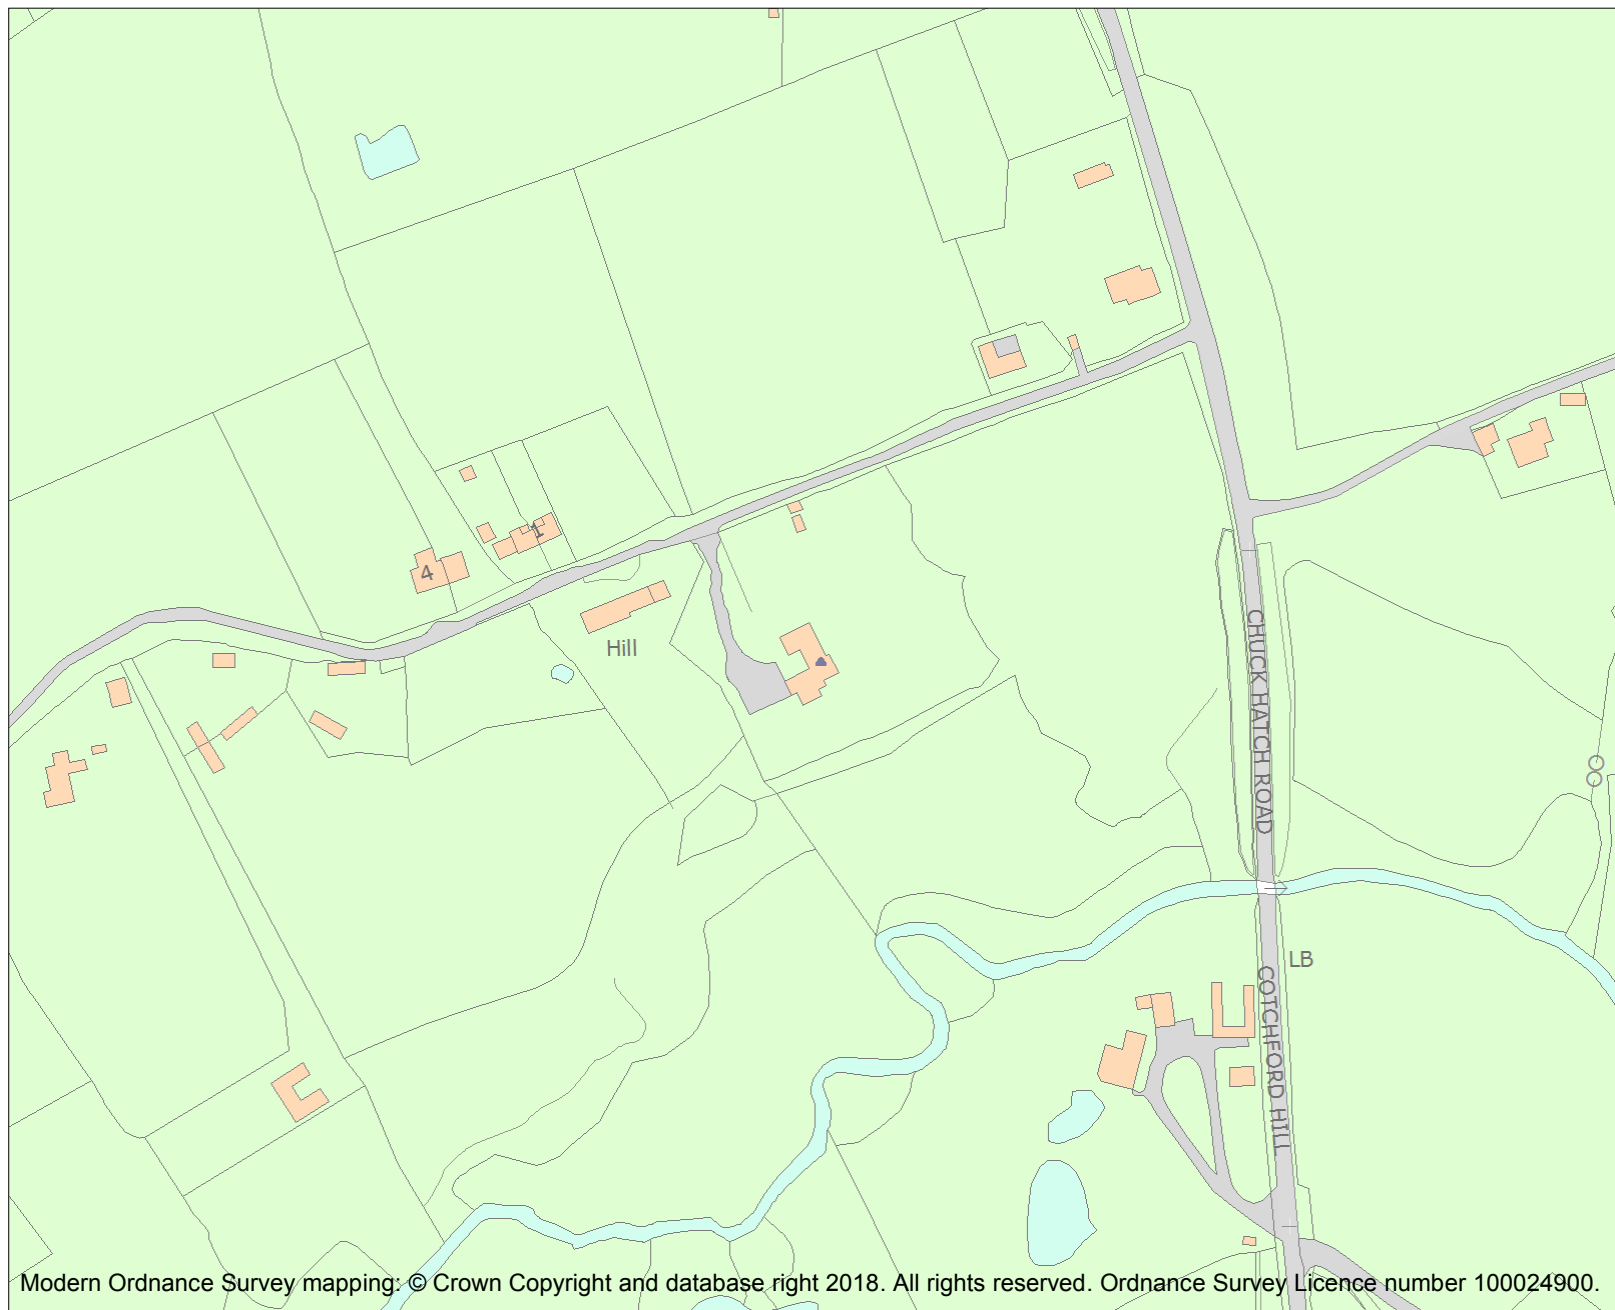 1
4
Hill
CHUCK HATCH ROAD
LB
COTCHFORD HILL
Modern Ordnance Survey mapping: © Crown Copyright and database right 2018. All rights reserved. Ordnance Survey Licence number 100024900.